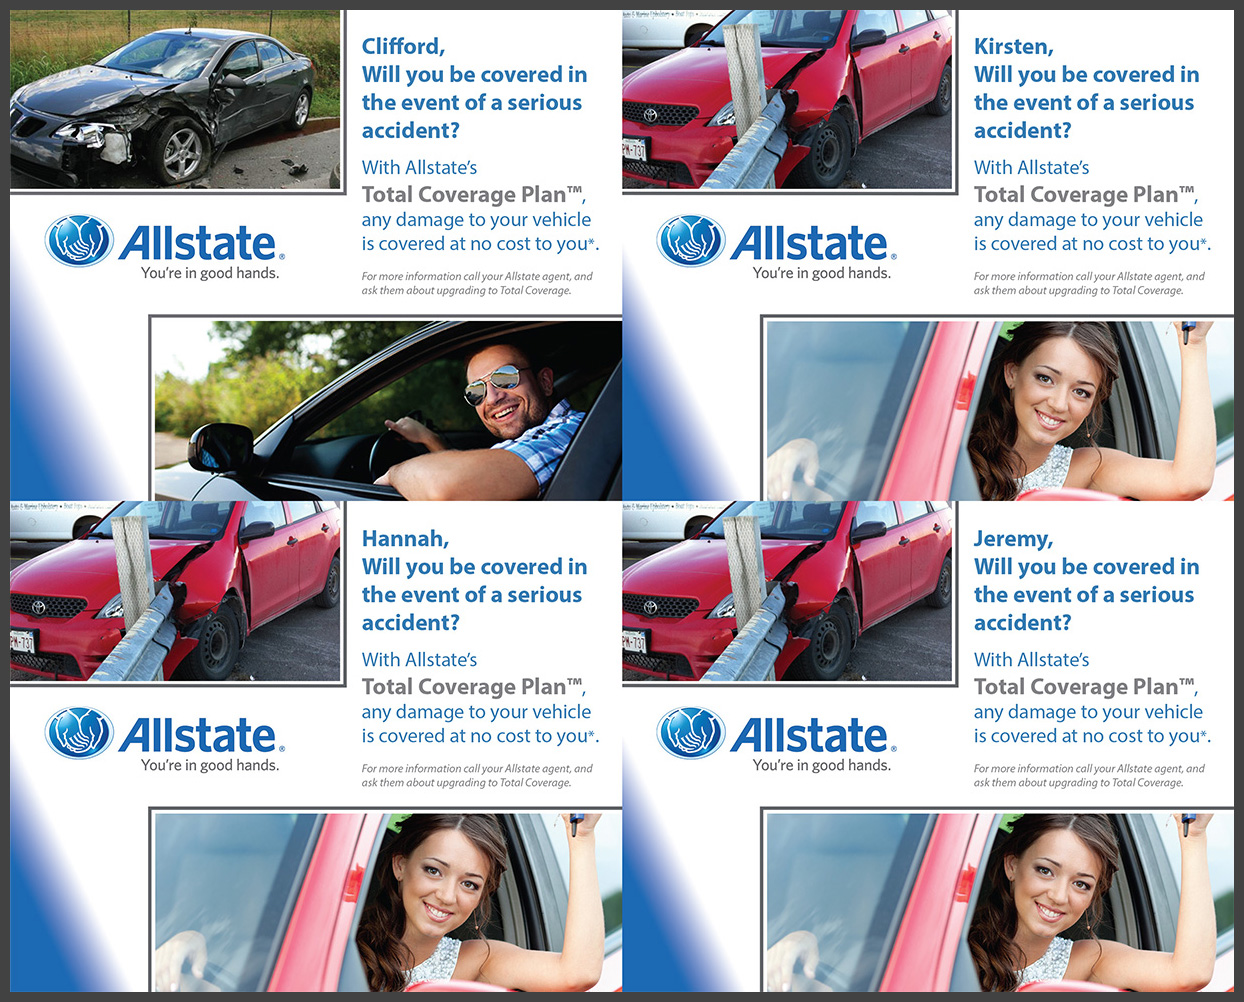 Clifford,
Will you be covered in
the event of a serious
accident?
With Allstate's
Total Coverage Plan™,
any damage to your vehicle
is covered at no cost to you*.
For more information call your Allstate agent, and
ask them about upgrading to Total Coverage.
Allstate®
You're in good hands.
Kirsten,
Will you be covered in
the event of a serious
accident?
With Allstate's
Total Coverage Plan™,
any damage to your vehicle
is covered at no cost to you*.
For more information call your Allstate agent, and
ask them about upgrading to Total Coverage.
Allstate®
You're in good hands.
Hannah,
Will you be covered in
the event of a serious
accident?
With Allstate's
Total Coverage Plan™,
any damage to your vehicle
is covered at no cost to you*.
For more information call your Allstate agent, and
ask them about upgrading to Total Coverage.
PM-737
Allstate®
You're in good hands.
Jeremy,
Will you be covered in
the event of a serious
accident?
With Allstate's
Total Coverage Plan™,
any damage to your vehicle
is covered at no cost to you*.
For more information call your Allstate agent, and
ask them about upgrading to Total Coverage.
Allstate®
You're in good hands.